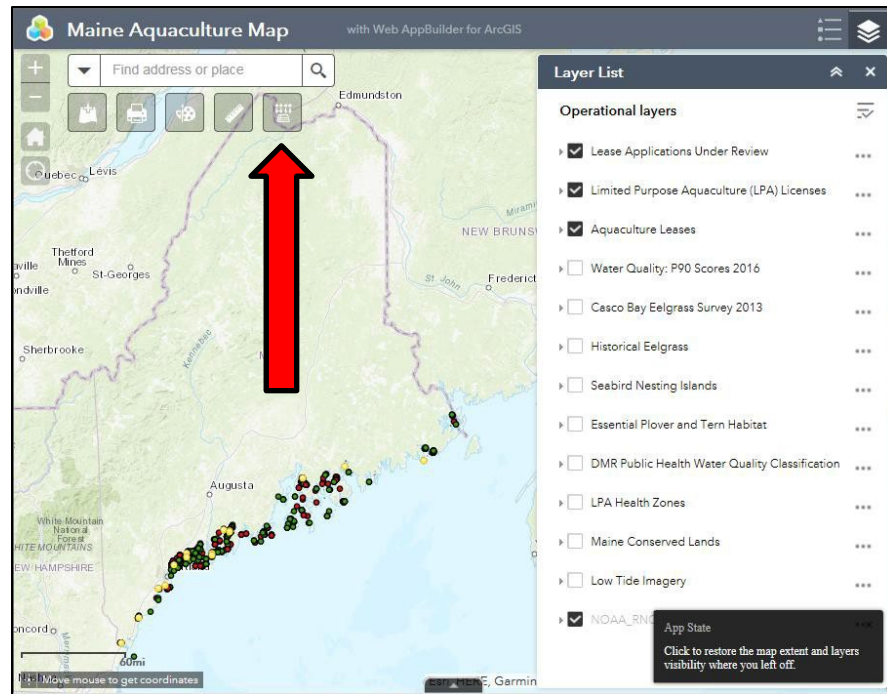 Maine Aquaculture Map
with Web AppBuilder for ArcGIS
Find address or place
Layer List
Operational layers
Lease Applications Under Review
Limited Purpose Aquaculture (LPA) Licenses
Aquaculture Leases
Water Quality: P90 Scores 2016
Casco Bay Eelgrass Survey 2013
Historical Eelgrass
Seabird Nesting Islands
Essential Plover and Tern Habitat
DMR Public Health Water Quality Classification
LPA Health Zones
Maine Conserved Lands
Low Tide Imagery
App State
Click to restore the map extent and layers
visibility where you left off.
Edmundston
Quebec
Lévis
NEW BRUNS
Thetford
Mines
St-Georges
St. John
Frederict
Sherbrooke
Kennebec
Augusta
White Mountain
National
Forest
NEW HAMPSHIRE
60mi
Move mouse to get coordinates
HERE, Garmin